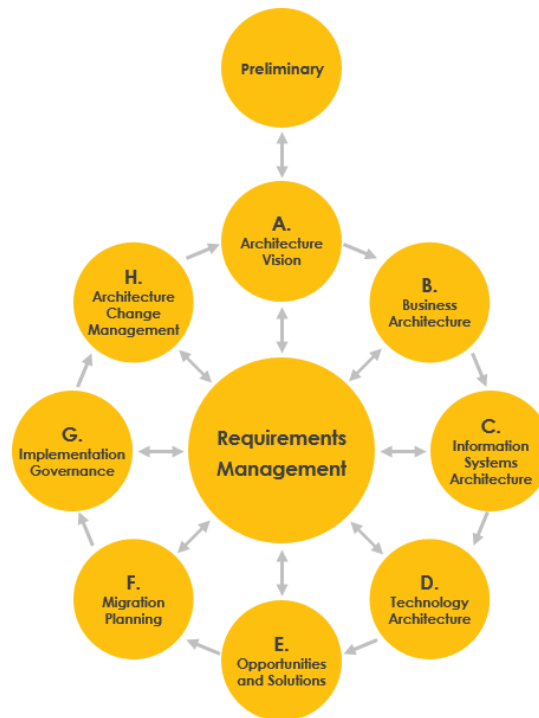 Preliminary
A.
Architecture
Vision
B.
Business
Architecture
C.
Information
Systems
Architecture
D.
Technology
Architecture
E.
Opportunities
and Solutions
F.
Migration
Planning
G.
Implementation
Governance
H.
Architecture
Change
Management
Requirements
Management